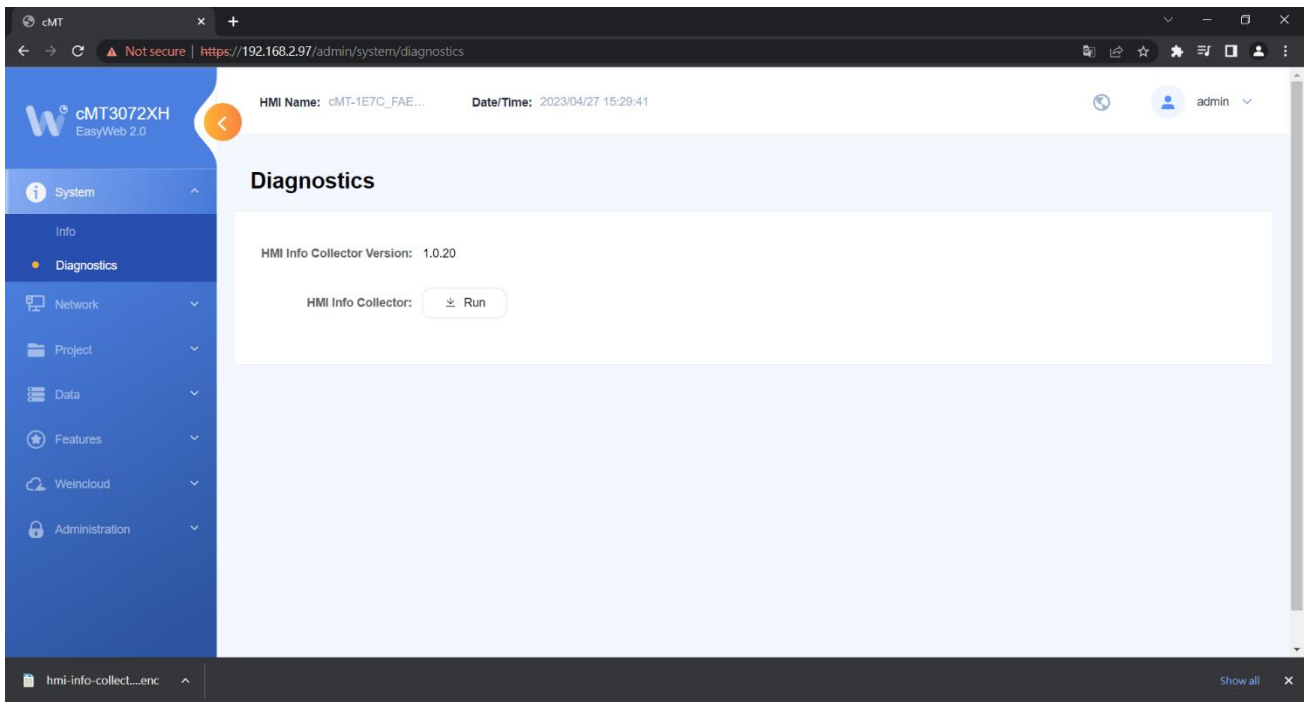 cMT
Not secure | https://192.168.2.97/admin/system/diagnostics
cMT3072XH
EasyWeb 2.0
HMI Name: cMT-1E7C_FAE... Date/Time: 2023/04/27 15:29:41
admin
System
Info
Diagnostics
Network
Project
Data
Features
Weincloud
Administration
Diagnostics
HMI Info Collector Version: 1.0.20
HMI Info Collector: Run
hmi-info-collect....enc
Show all